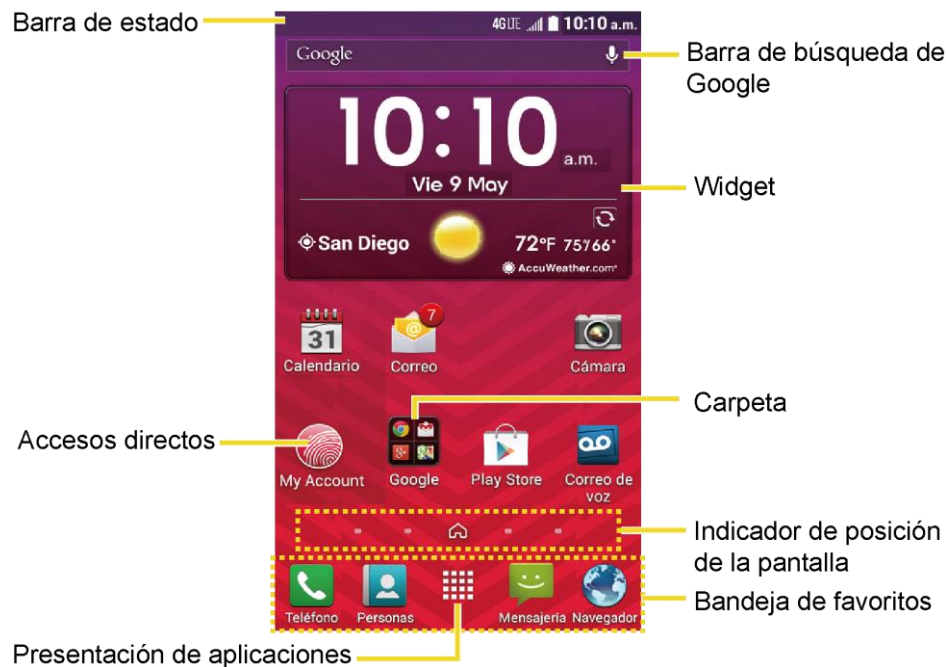 Barra de estado
4G LTE 10:10 a.m.
Google
Barra de búsqueda de
Google
10:10 a.m.
Vie 9 May
Widget
San Diego 72°F 75°/66°
AccuWeather.com®
31
7
@
Calendario Correo Cámara
Carpeta
Accesos directos
My Account Google Play Store Correo de
voz
Indicador de posición
de la pantalla
Bandeja de favoritos
Teléfono Personas Mensajería Navegador
Presentación de aplicaciones